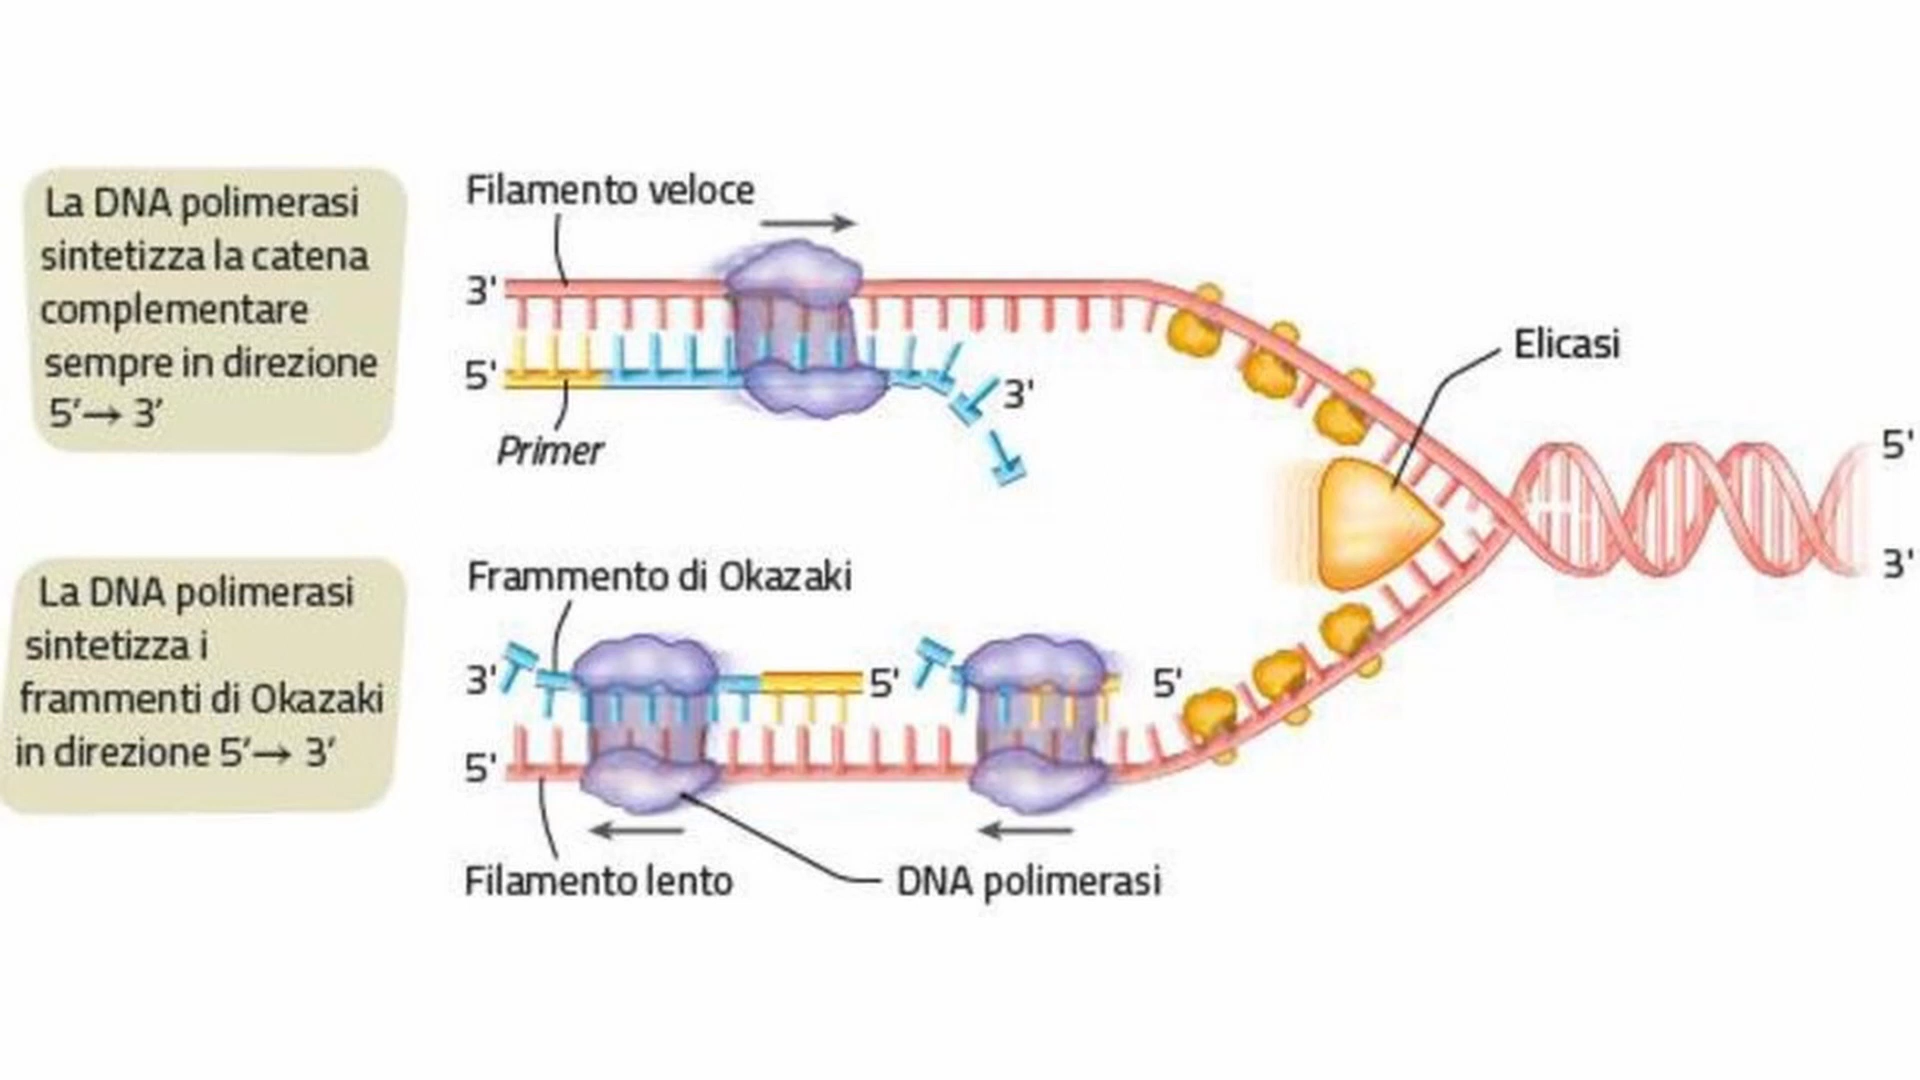 La DNA polimerasi
sintetizza la catena
complementare
sempre in direzione
5′→ 3′
Filamento veloce
3'
5'
3'
Primer
Elicasi
5'
3'
La DNA polimerasi
sintetizza i
frammenti di Okazaki
in direzione 5′→ 3′
Frammento di Okazaki
3'
5'
5'
5'
Filamento lento
DNA polimerasi